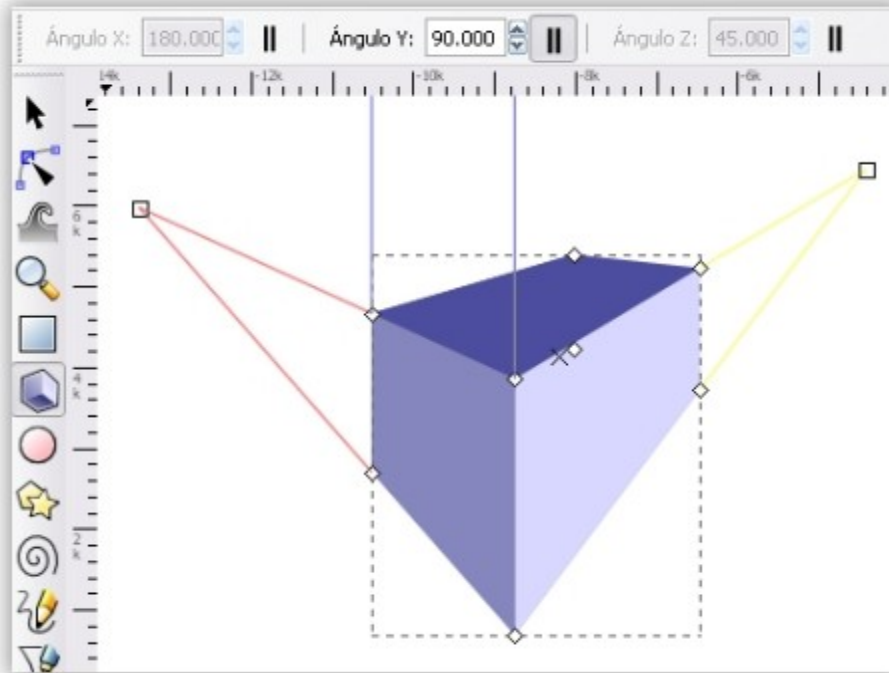 Ángulo X: 180.000 Ángulo Y: 90.000 Ángulo Z: 45.000
14k -12k -10k -8k -6k
6k
4k
2k